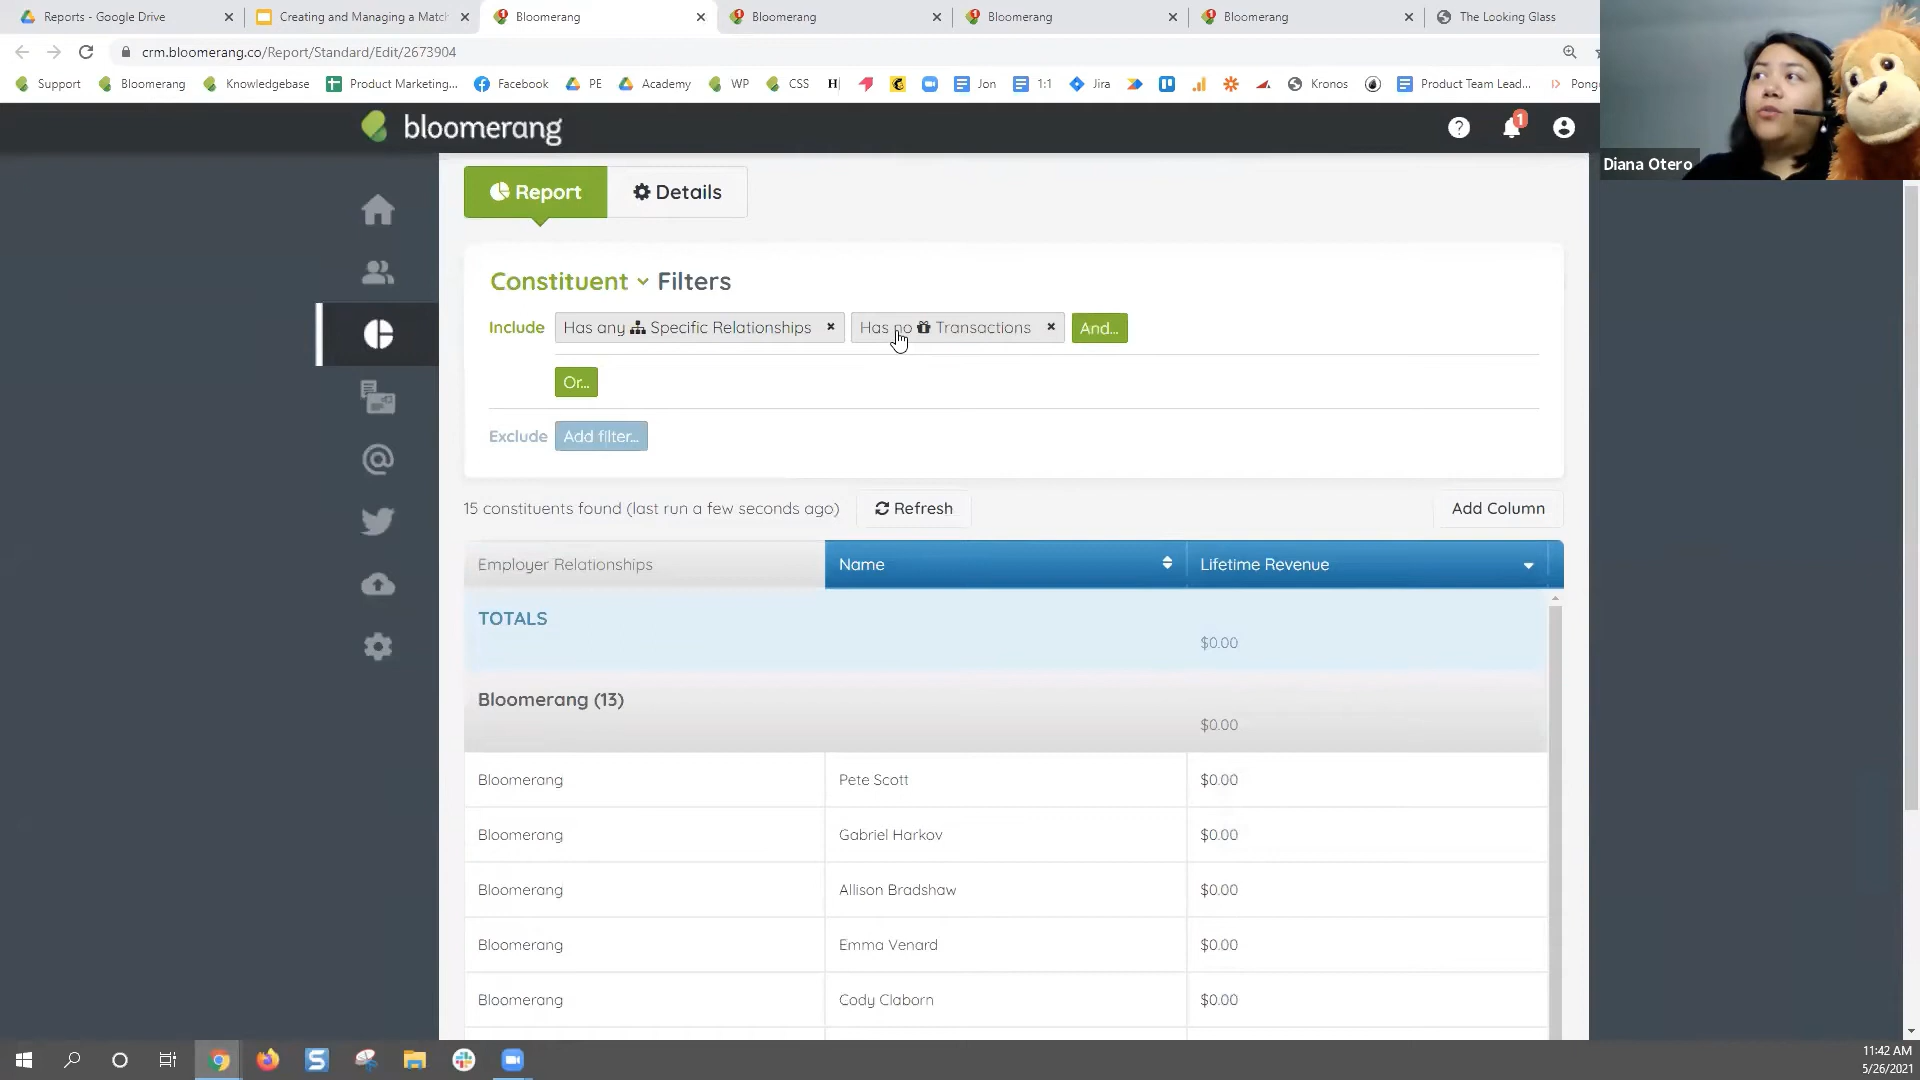 Reports - Google Drive
Creating and Managing a Match
Bloomerang
Bloomerang
Bloomerang
Bloomerang
The Looking Glass
crm.bloomerang.co/Report/Standard/Edit/2673904
Support Bloomerang Knowledgebase Product Marketing... Facebook PE Academy WP CSS H Jon 1:1 Jira Kronos Product Team Lead... Pong
bloomerang
1
Diana Otero
Report
Details
Constituent Filters
Include Has any Specific Relationships × Has no Transactions × And...
Or...
Exclude Add filter...
15 constituents found (last run a few seconds ago) Refresh Add Column
Employer Relationships Name Lifetime Revenue
TOTALS
$0.00
Bloomerang (13)
$0.00
Bloomerang Pete Scott $0.00
Bloomerang Gabriel Harkov $0.00
Bloomerang Allison Bradshaw $0.00
Bloomerang Emma Venard $0.00
Bloomerang Cody Claborn $0.00
11:42 AM
5/26/2021